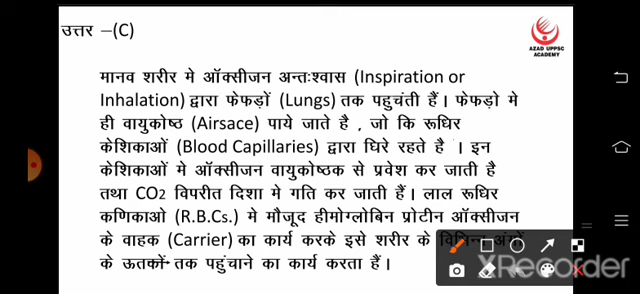 उत्तर –(C)
AZAD UPPSC
ACADEMY
मानव शरीर मे ऑक्सीजन अन्तःश्वास (Inspiration or
Inhalation) द्वारा फेफड़ों (Lungs) तक पहुचंती हैं। फेफड़ो मे
ही वायुकोष्ठ (Airsace) पाये जाते है , जो कि रूधिर
केशिकाओं (Blood Capillaries) द्वारा घिरे रहते है । इन
केशिकाओं मे ऑक्सीजन वायुकोष्ठक से प्रवेश कर जाती है
तथा CO2 विपरीत दिशा मे गति कर जाती हैं। लाल रूधिर
कणिकाओ (R.B.Cs.) मे मौजूद हीमोग्लोबिन प्रोटीन ऑक्सीजन
के वाहक (Carrier) का कार्य करके इसे शरीर के विभिन्न अंगों
के ऊतकों तक पहुंचाने का कार्य करता हैं।
XRecorder